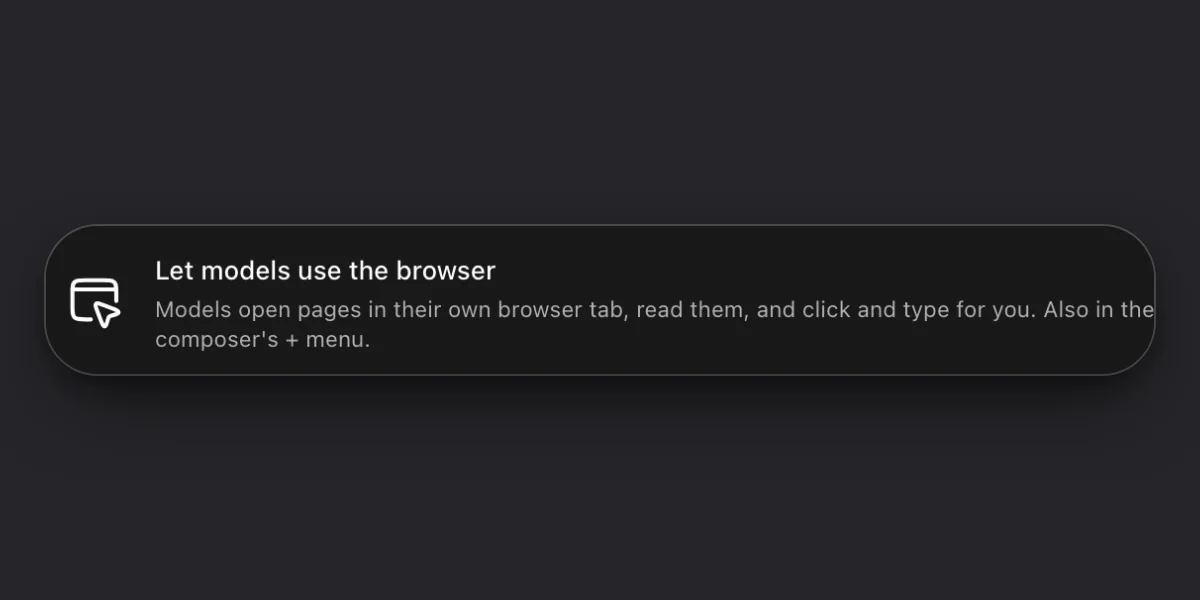 Let models use the browser
Models open pages in their own browser tab, read them, and click and type for you. Also in the
composer's + menu.